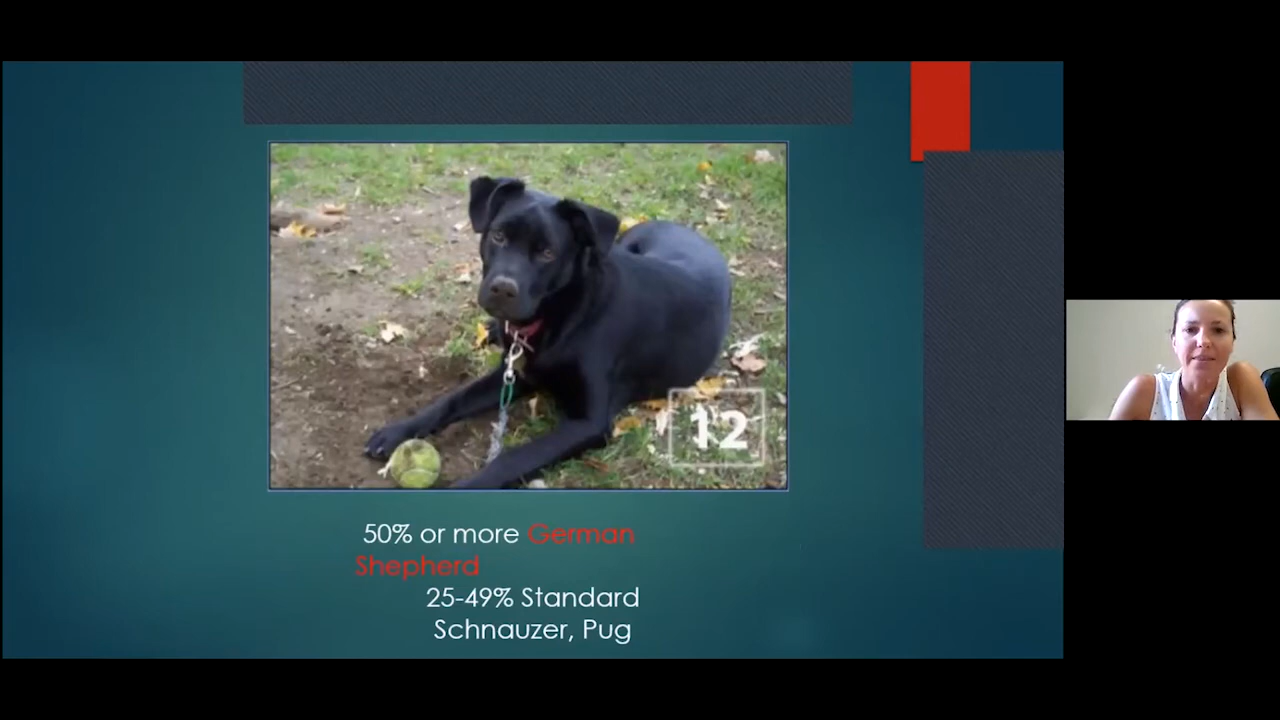 12
50% or more German
Shepherd
25-49% Standard
Schnauzer, Pug